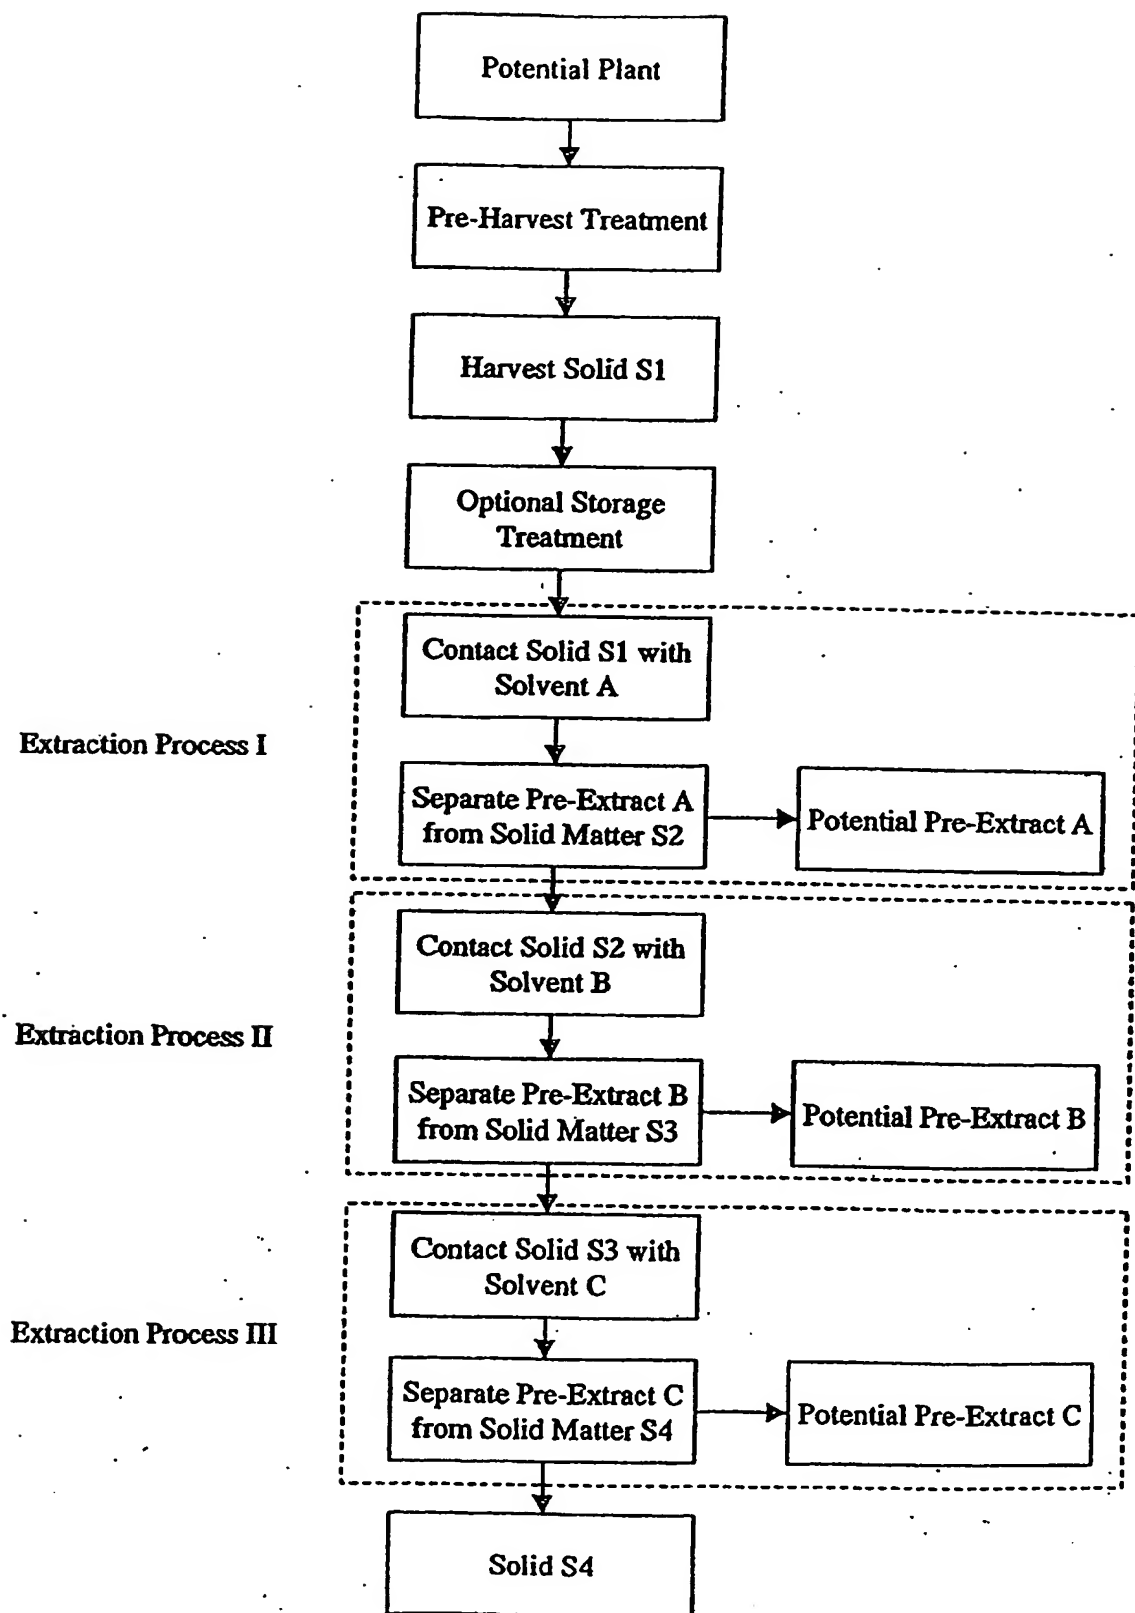 Potential Plant
Pre-Harvest Treatment
Harvest Solid S1
Optional Storage
Treatment
Contact Solid S1 with
Solvent A
Extraction Process I
Separate Pre-Extract A
from Solid Matter S2
Potential Pre-Extract A
Contact Solid S2 with
Solvent B
Extraction Process II
Separate Pre-Extract B
from Solid Matter S3
Potential Pre-Extract B
Contact Solid S3 with
Solvent C
Extraction Process III
Separate Pre-Extract C
from Solid Matter S4
Potential Pre-Extract C
Solid S4